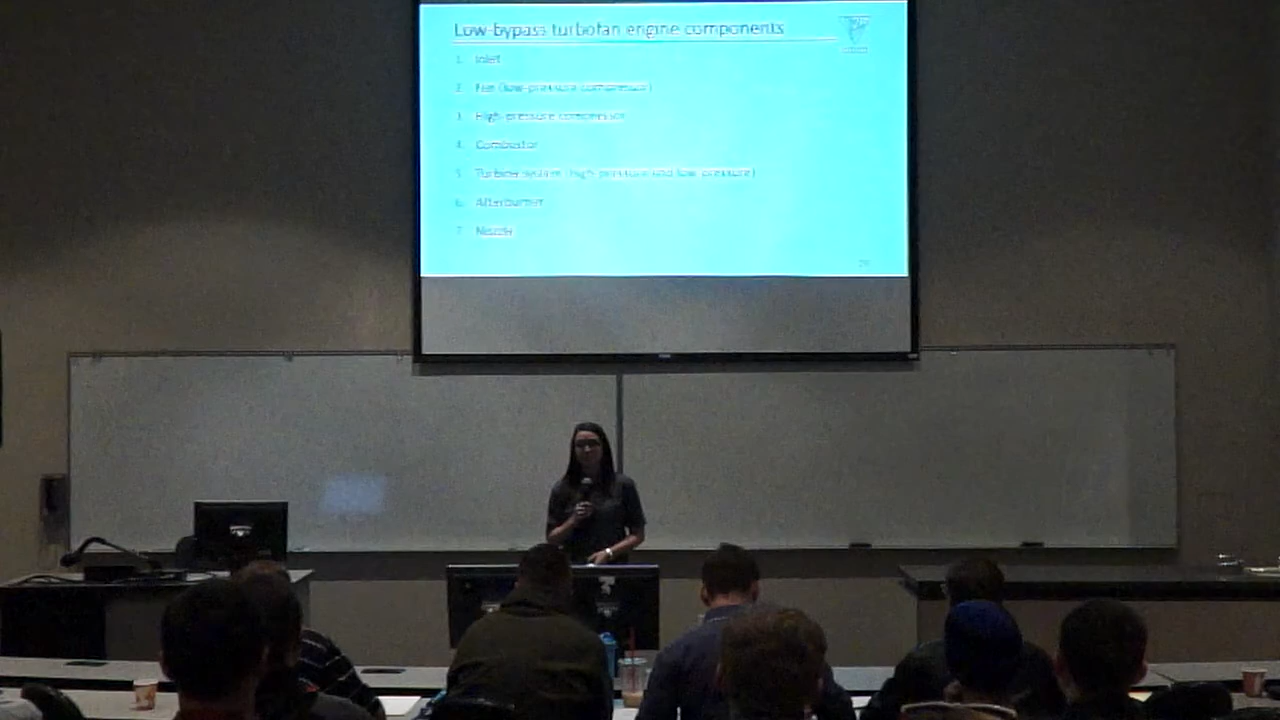 Low-bypass turbofan engine components
1. Inlet
2. Fan (low-pressure compressor)
3. High-pressure compressor
4. Combustor
5. Turbine system (high-pressure and low-pressure)
6. Afterburner
7. Nozzle